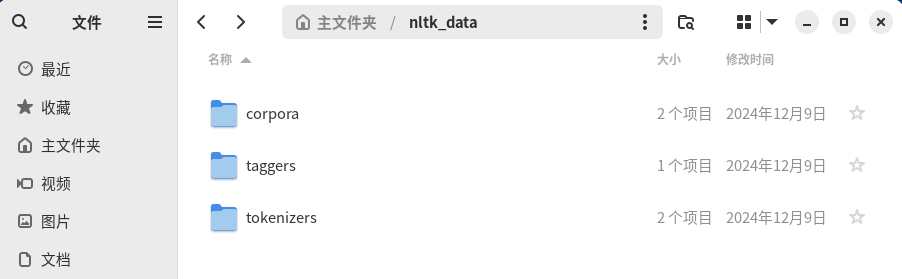 文件
主文件夹 / nltk_data
名称 大小 修改时间
最近
收藏
主文件夹
视频
图片
文档
corpora 2 个项目 2024年12月9日
taggers 1 个项目 2024年12月9日
tokenizers 2 个项目 2024年12月9日